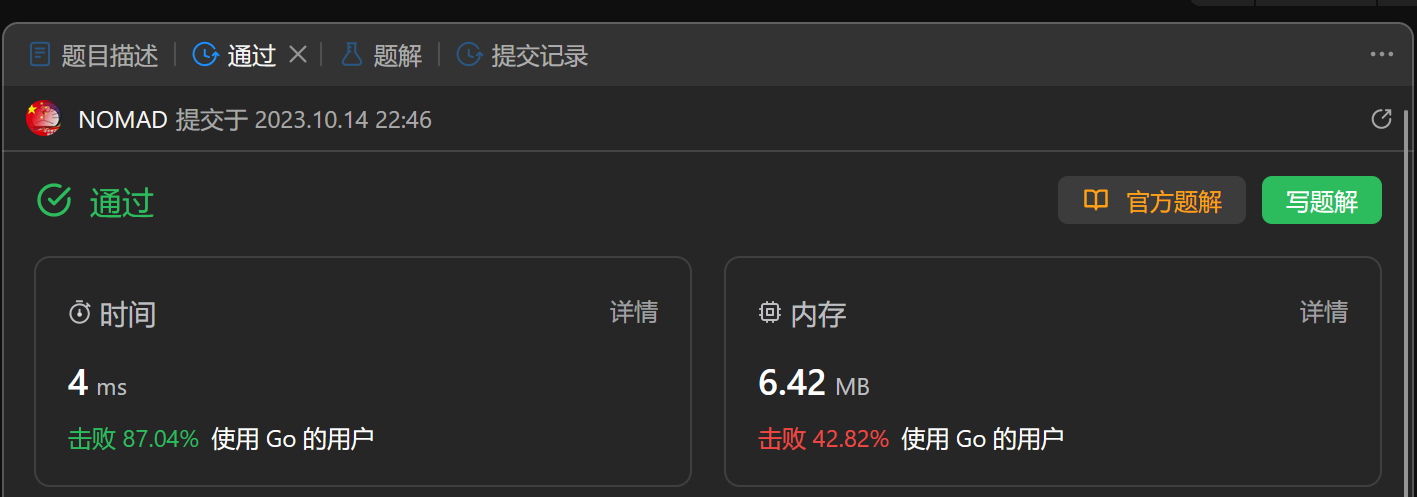 题目描述 通过 题解 提交记录
NOMAD 提交于 2023.10.14 22:46
通过 官方题解 写题解
时间 详情
4 ms
击败 87.04% 使用 Go 的用户
内存 详情
6.42 MB
击败 42.82% 使用 Go 的用户